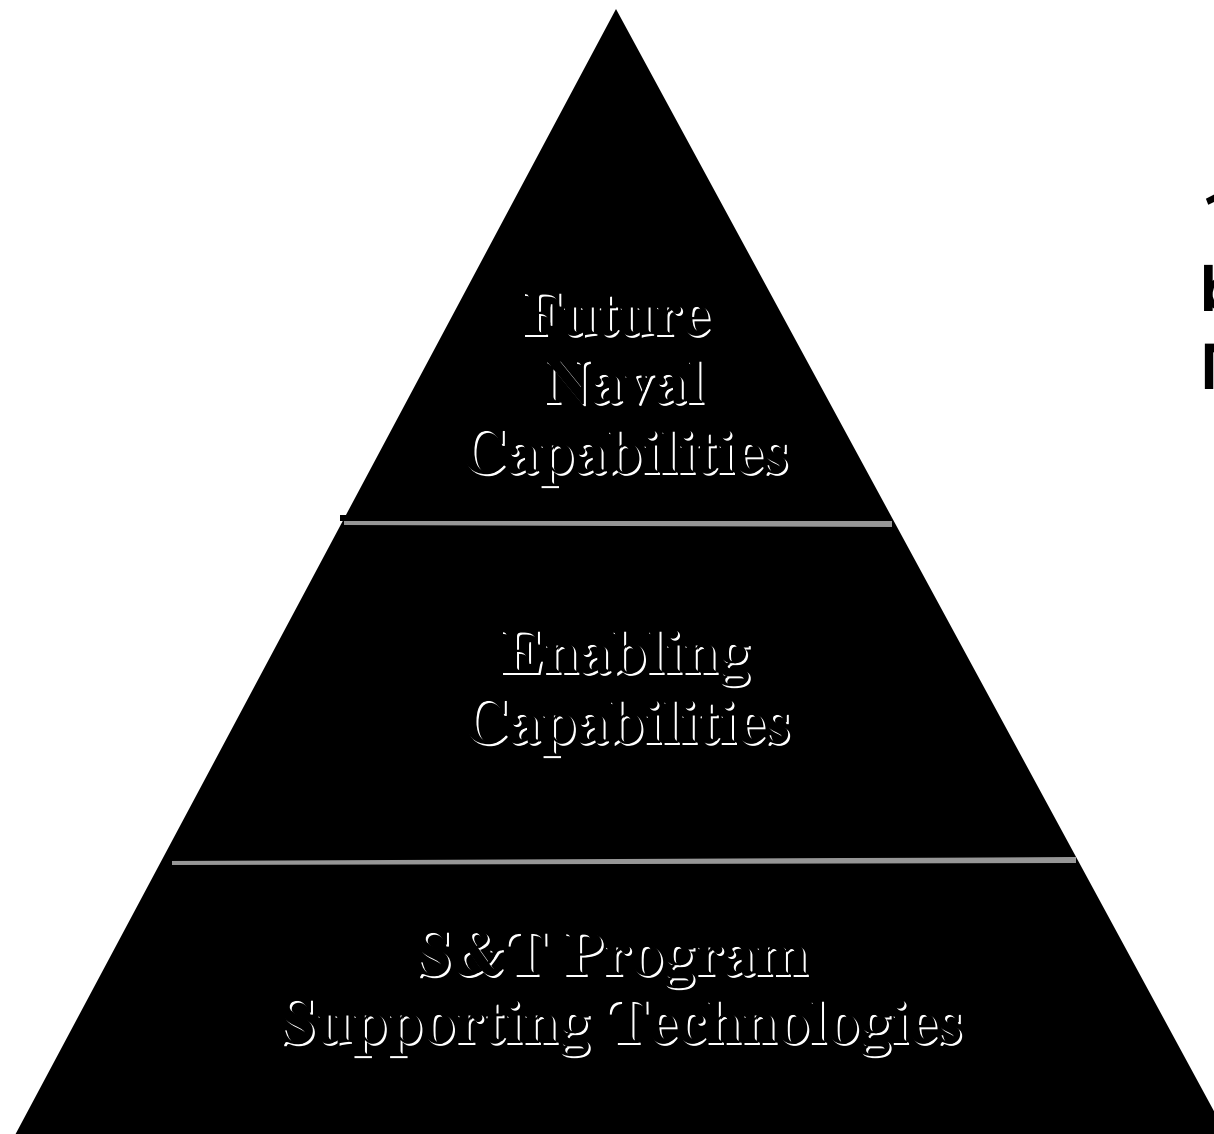 Future
Naval
Capabilities
Enabling
Capabilities
S&T Program
Supporting Technologies